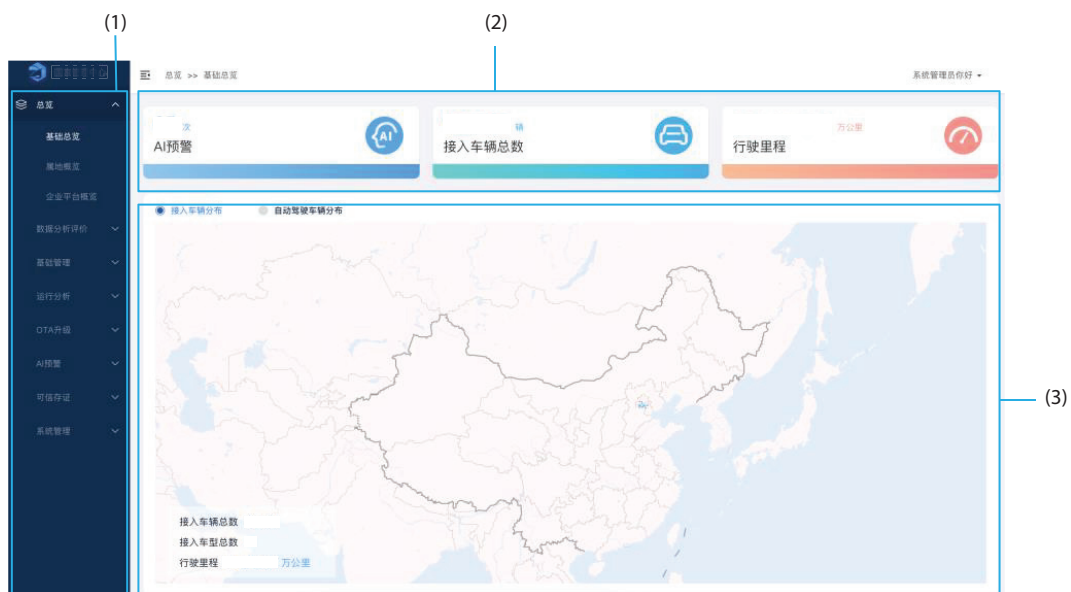 (1)
(2)
总览 >> 基础总览
系统管理员你好
总览
基础总览
属地概览
企业平台概览
数据分析评价
基础管理
运行分析
OTA升级
AI预警
可信存证
系统管理
次
AI预警
AI
辆
接入车辆总数
万公里
行驶里程
接入车辆分布 自动驾驶车辆分布
(3)
接入车辆总数
接入车型总数
行驶里程 万公里